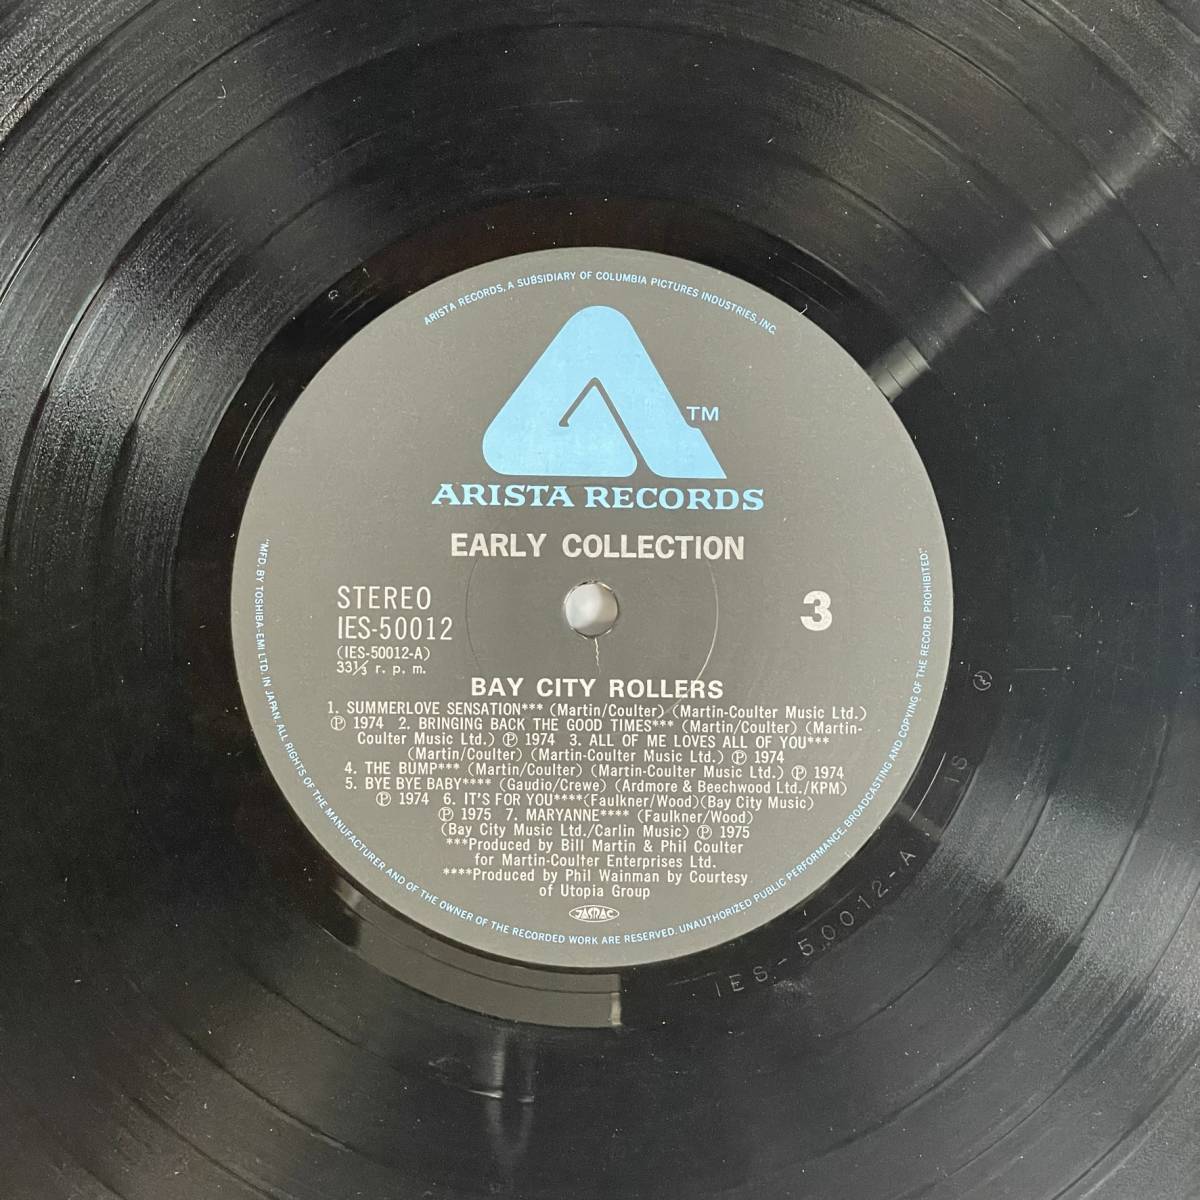 ARISTA RECORDS, A SUBSIDIARY OF COLUMBIA PICTURES INDUSTRIES, INC.
TM
ARISTA RECORDS
EARLY COLLECTION
STEREO
IES-50012
(IES-50012-A)
33 1/3 r. p. m.
3
BAY CITY ROLLERS
1. SUMMERLOVE SENSATION*** (Martin/Coulter) (Martin-Coulter Music Ltd.)
℗ 1974 2. BRINGING BACK THE GOOD TIMES*** (Martin/Coulter) (Martin-
Coulter Music Ltd.) ℗ 1974 3. ALL OF ME LOVES ALL OF YOU***
(Martin/Coulter) (Martin-Coulter Music Ltd.) ℗ 1974
4. THE BUMP*** (Martin/Coulter) (Martin-Coulter Music Ltd.) ℗ 1974
5. BYE BYE BABY**** (Gaudio/Crewe) (Ardmore & Beechwood Ltd./KPM)
℗ 1974 6. IT'S FOR YOU****(Faulkner/Wood)(Bay City Music)
℗ 1975 7. MARYANNE**** (Faulkner/Wood)
(Bay City Music Ltd./Carlin Music) ℗ 1975
***Produced by Bill Martin & Phil Coulter
for Martin-Coulter Enterprises Ltd.
****Produced by Phil Wainman by Courtesy
of Utopia Group
JASRAC
"MFD. BY TOSHIBA-EMI LTD. IN JAPAN. ALL RIGHTS OF THE MANUFACTURER AND OF THE OWNER OF THE RECORDED WORK ARE RESERVED. UNAUTHORIZED PUBLIC PERFORMANCE, BROADCASTING AND COPYING OF THE RECORD PROHIBITED."
IES-50012-A 1S